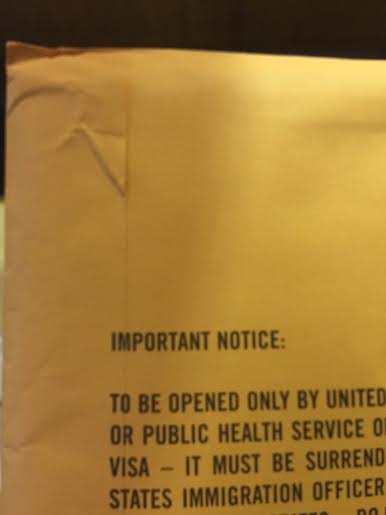 IMPORTANT NOTICE:
TO BE OPENED ONLY BY UNITED
OR PUBLIC HEALTH SERVICE
VISA – IT MUST BE SURREND
STATES IMMIGRATION OFFICER